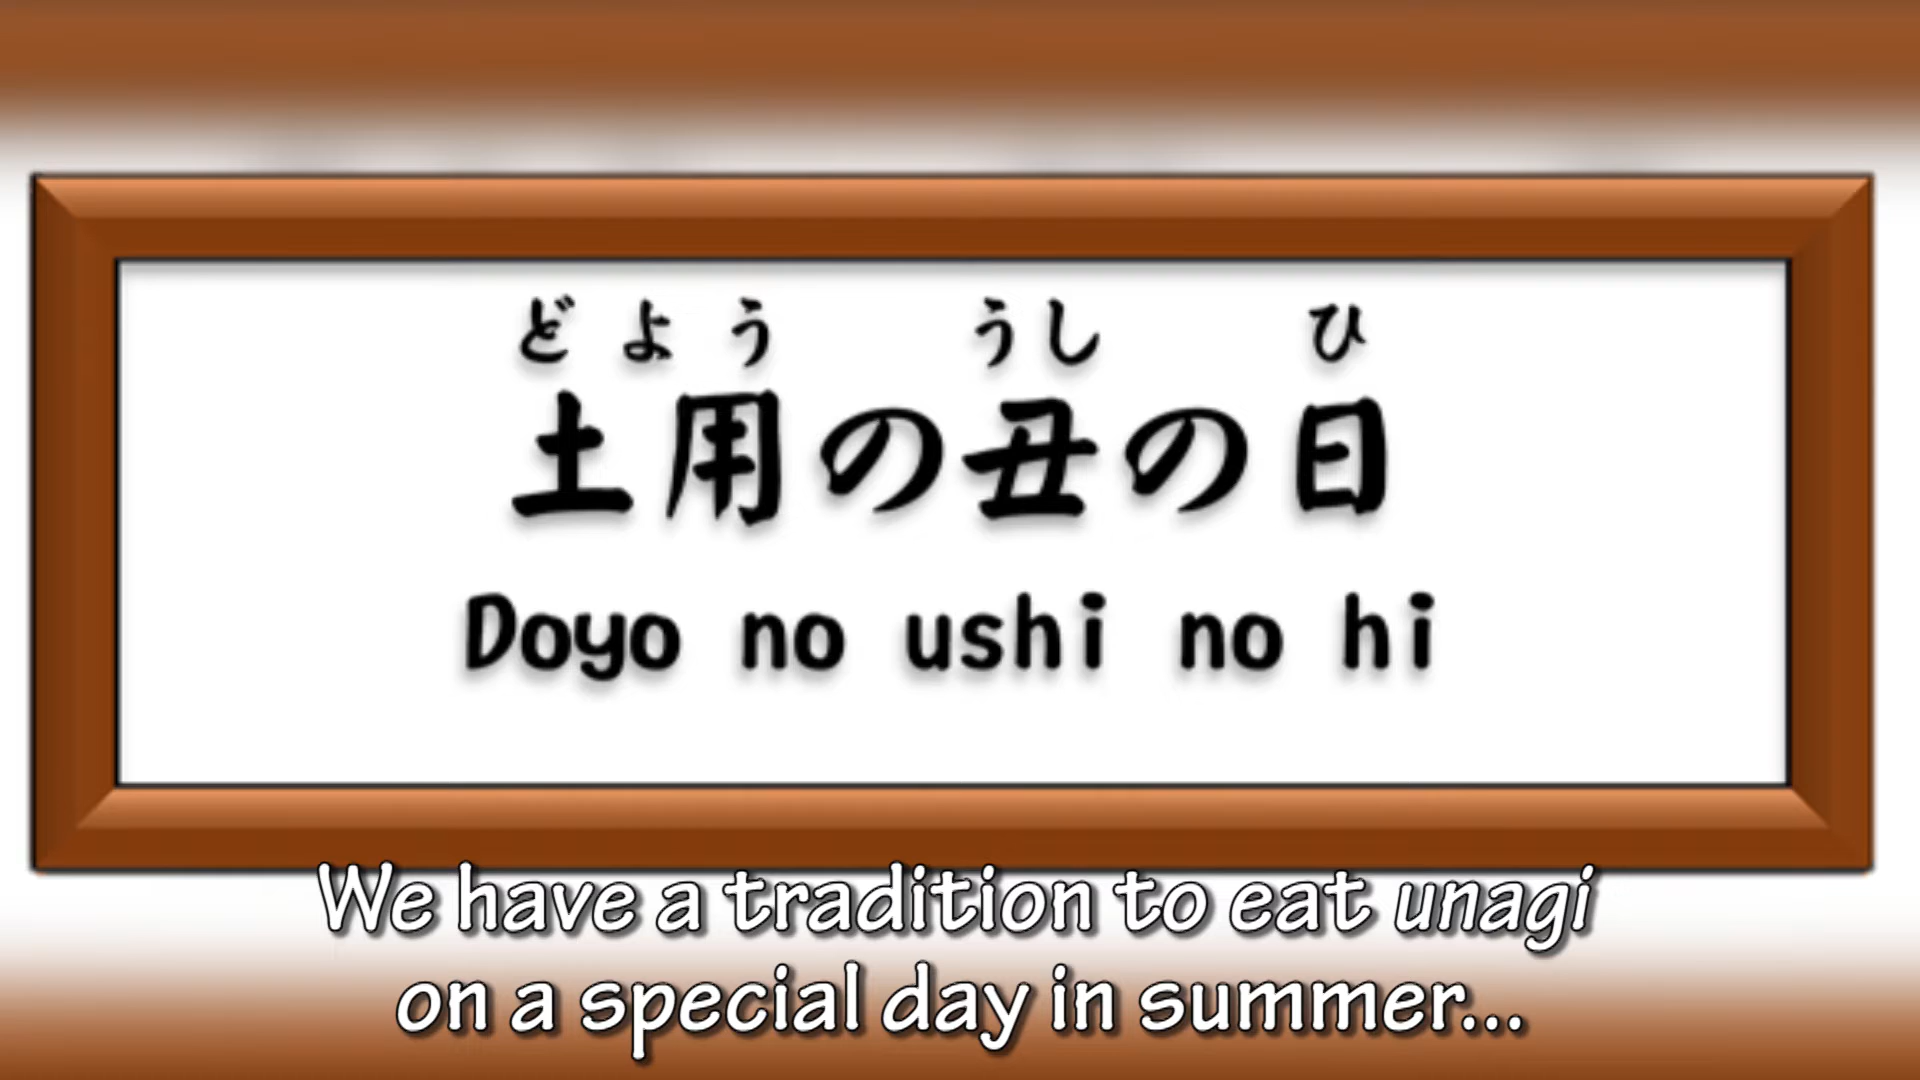 どよう うし ひ
土用の丑の日
Doyo no ushi no hi
We have a tradition to eat unagi
on a special day in summer...